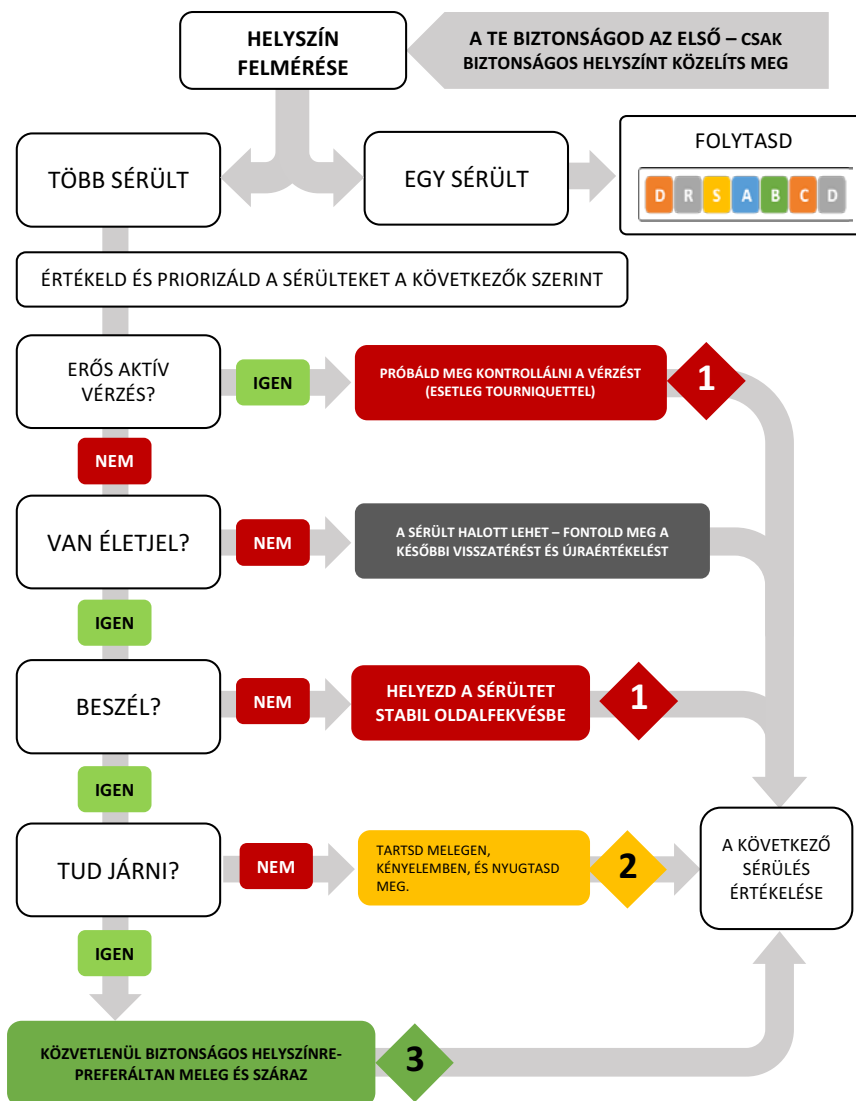 HELYSZÍN
FELMÉRÉSE
A TE BIZTONSÁGOD AZ ELSŐ – CSAK
BIZTONSÁGOS HELYSZÍNT KÖZELÍTS MEG
TÖBB SÉRÜLT
EGY SÉRÜLT
FOLYTASD
D R S A B C D
ÉRTÉKELD ÉS PRIORIZÁLD A SÉRÜLTEKET A KÖVETKEZŐK SZERINT
ERŐS AKTÍV
VÉRZÉS?
IGEN
PRÓBÁLD MEG KONTROLLÁLNI A VÉRZÉST
(ESETLEG TOURNIQUETTEL)
1
NEM
VAN ÉLETJEL?
NEM
A SÉRÜLT HALOTT LEHET – FONTOLD MEG A
KÉSŐBBI VISSZATÉRÉST ÉS ÚJRAÉRTÉKELÉST
IGEN
BESZÉL?
NEM
HELYEZD A SÉRÜLTET
STABIL OLDALFEKVÉSBE
1
IGEN
TUD JÁRNI?
NEM
TARTSD MELEGEN,
KÉNYELEMBEN, ÉS NYUGTASD
MEG.
2
A KÖVETKEZŐ
SÉRÜLÉS
ÉRTÉKELÉSE
IGEN
KÖZVETLENÜL BIZTONSÁGOS HELYSZÍNRE-
PREFERÁLTAN MELEG ÉS SZÁRAZ
3